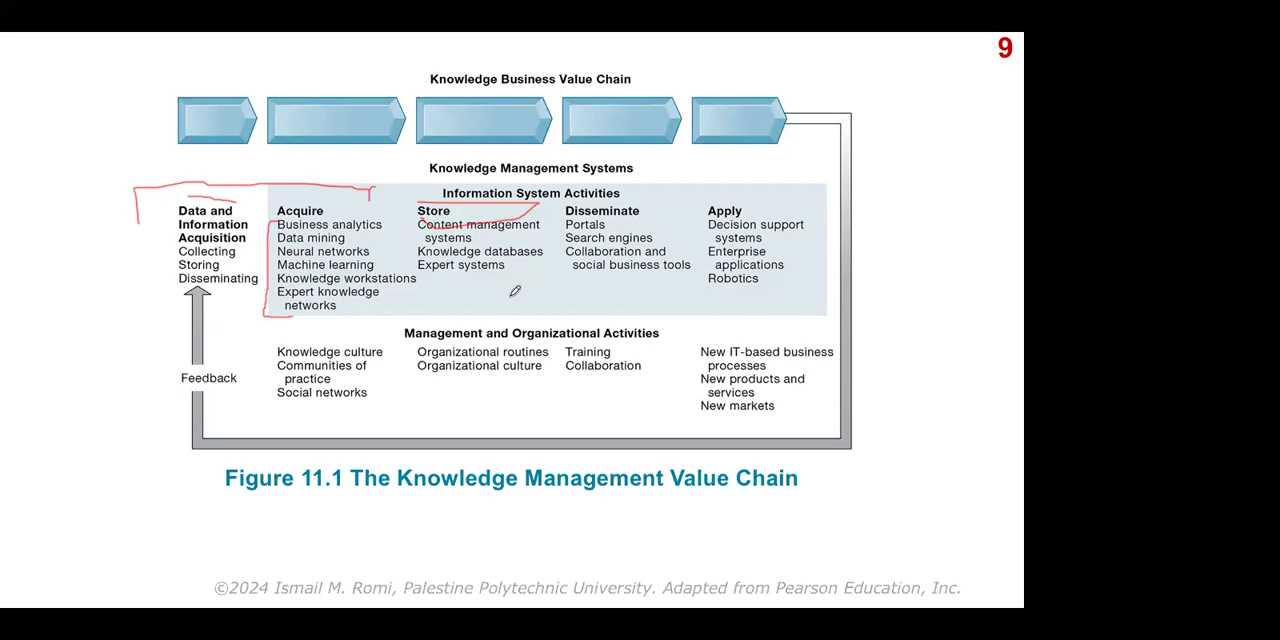 9
Knowledge Business Value Chain
Knowledge Management Systems
Information System Activities
Data and
Information
Acquisition
Collecting
Storing
Disseminating
Acquire
Business analytics
Data mining
Neural networks
Machine learning
Knowledge workstations
Expert knowledge
networks
Store
Content management
systems
Knowledge databases
Expert systems
Disseminate
Portals
Search engines
Collaboration and
social business tools
Apply
Decision support
systems
Enterprise
applications
Robotics
Management and Organizational Activities
Feedback
Knowledge culture
Communities of
practice
Social networks
Organizational routines
Organizational culture
Training
Collaboration
New IT-based business
processes
New products and
services
New markets
Figure 11.1 The Knowledge Management Value Chain
©2024 Ismail M. Romi, Palestine Polytechnic University. Adapted from Pearson Education, Inc.